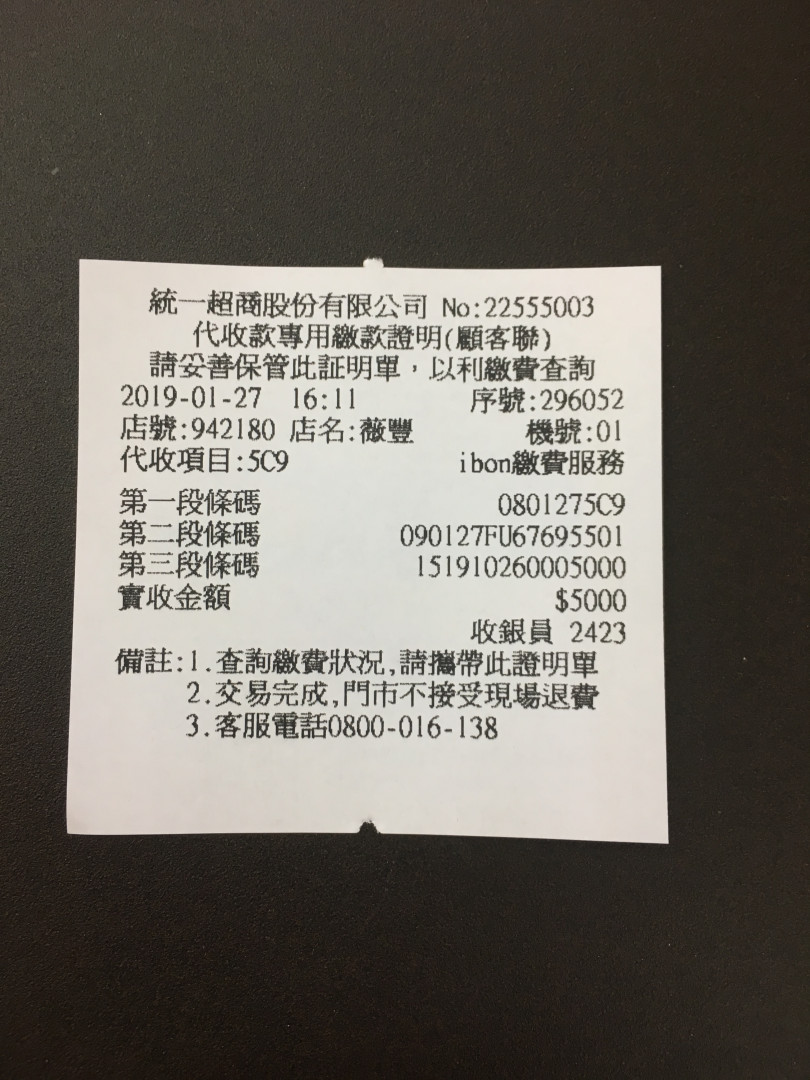 統一超商股份有限公司 No:22555003
代收款專用繳款證明(顧客聯)
請妥善保管此証明單，以利繳費查詢
2019-01-27 16:11 序號:296052
店號:942180 店名:薇豐 機號:01
代收項目:5C9 ibon繳費服務
第一段條碼 0801275C9
第二段條碼 090127FU67695501
第三段條碼 151910260005000
實收金額 $5000
收銀員 2423
備註:1.查詢繳費狀況,請攜帶此證明單
2.交易完成,門市不接受現場退費
3.客服電話0800-016-138